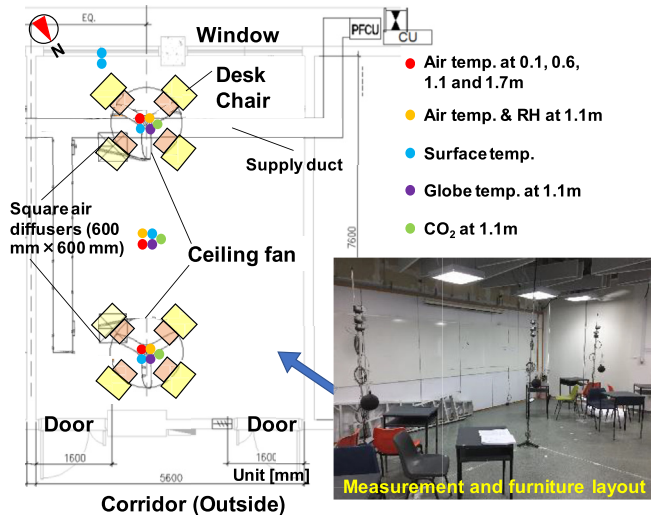 EQ.
N
Window
PFCU
CU
Desk
Chair
Supply duct
Square air
diffusers (600
mm×600 mm)
Ceiling fan
7600
Door
Door
1600
1600
5600
Unit [mm]
Corridor (Outside)
Air temp. at 0.1, 0.6,
1.1 and 1.7m
Air temp. & RH at 1.1m
Surface temp.
Globe temp. at 1.1m
CO₂ at 1.1m
Measurement and furniture layout